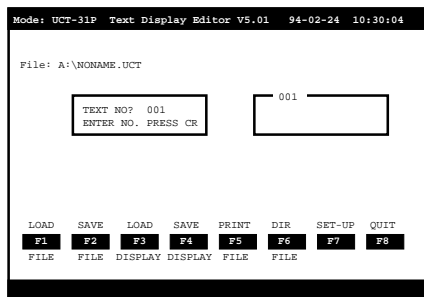 Mode: UCT-31P Text Display Editor V5.01 94-02-24 10:30:04
File: A:\NONAME.UCT
001
TEXT NO? 001
ENTER NO. PRESS CR
LOAD SAVE LOAD SAVE PRINT DIR SET-UP QUIT
F1 F2 F3 F4 F5 F6 F7 F8
FILE FILE DISPLAY DISPLAY FILE FILE